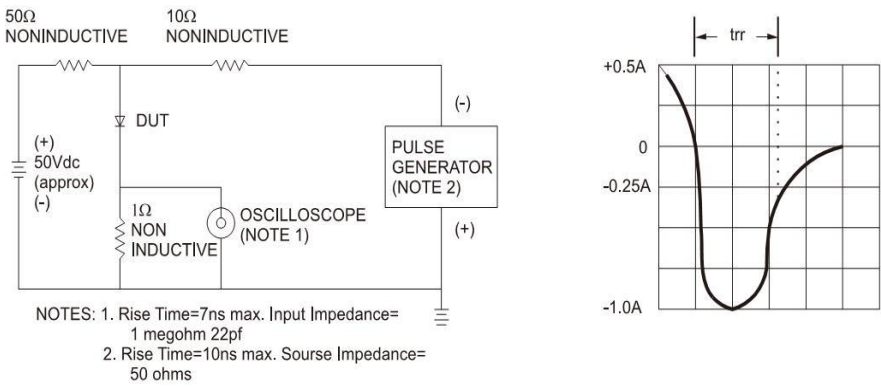 50Ω
NONINDUCTIVE
10Ω
NONINDUCTIVE
DUT
(+)
50Vdc
(approx)
(-)
1Ω
NON
INDUCTIVE
OSCILLOSCOPE
(NOTE 1)
(-)
PULSE
GENERATOR
(NOTE 2)
(+)
NOTES: 1. Rise Time=7ns max. Input Impedance=
1 megohm 22pf
2. Rise Time=10ns max. Sourse Impedance=
50 ohms
trr
+0.5A
0
-0.25A
-1.0A